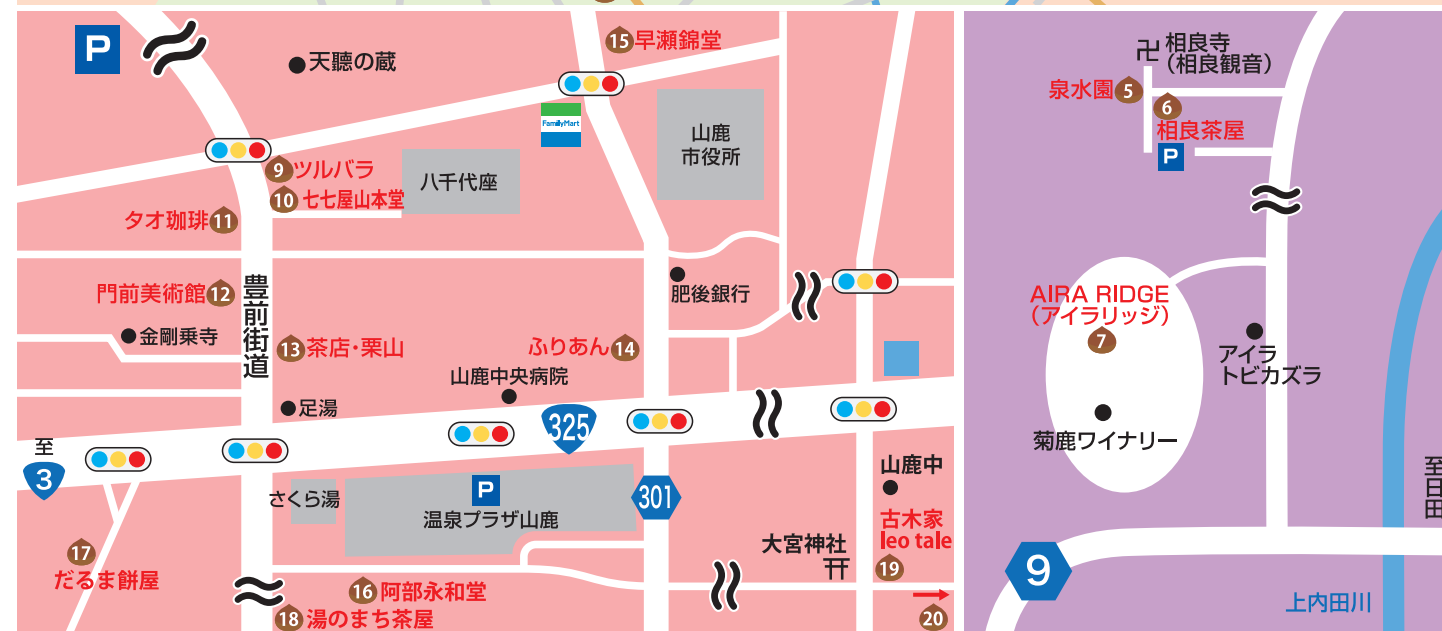 P
天聽の蔵
15 早瀬錦堂
FamilyMart
山鹿
市役所
9 ツルバラ
10 七七屋山本堂
八千代座
タオ珈琲 11
門前美術館 12
豊前街道
金剛乗寺
13 茶店・栗山
ふりあん 14
肥後銀行
山鹿中央病院
足湯
325
至
3
さくら湯
P
温泉プラザ山鹿
301
山鹿中
古木家
leo tale
19
大宮神社
17
だるま餅屋
16 阿部永和堂
18 湯のまち茶屋
20
卍 相良寺
（相良観音）
泉水園 5
6
相良茶屋
P
AIRA RIDGE
（アイラリッジ）
7
アイラ
トビカズラ
菊鹿ワイナリー
至日田
9
上内田川